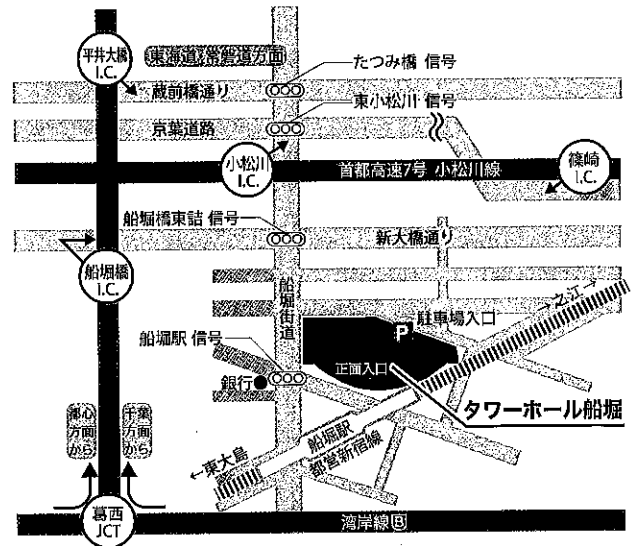 平井大橋
I.C.
東海道/常磐道方面
たつみ橋 信号
蔵前橋通り
東小松川 信号
京葉道路
小松川
I.C.
首都高速7号 小松川線
篠崎
I.C.
船堀橋東詰 信号
新大橋通り
船堀橋
I.C.
船堀街道
一之江→
P
駐車場入口
船堀駅 信号
正面入口
銀行
タワーホール船堀
都心
方面
から
千葉
方面
から
船堀駅
都営新宿線
←東大島
葛西
JCT
湾岸線B